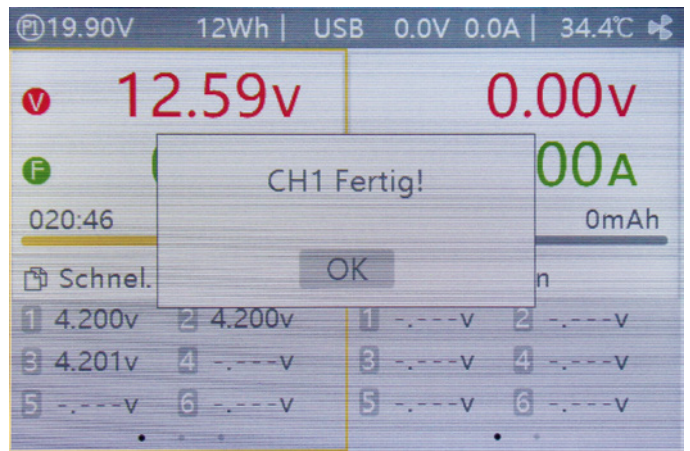 P1 19.90V 12Wh | USB 0.0V 0.0A | 34.4℃
V 12.59V 0.00V
F 00A
CH1 Fertig!
020:46 0mAh
OK
Schnel. n
1 4.200V 2 4.200V 1 -.---V 2 -.---V
3 4.201V 4 -.---V 3 -.---V 4 -.---V
5 -.---V 6 -.---V 5 -.---V 6 -.---V